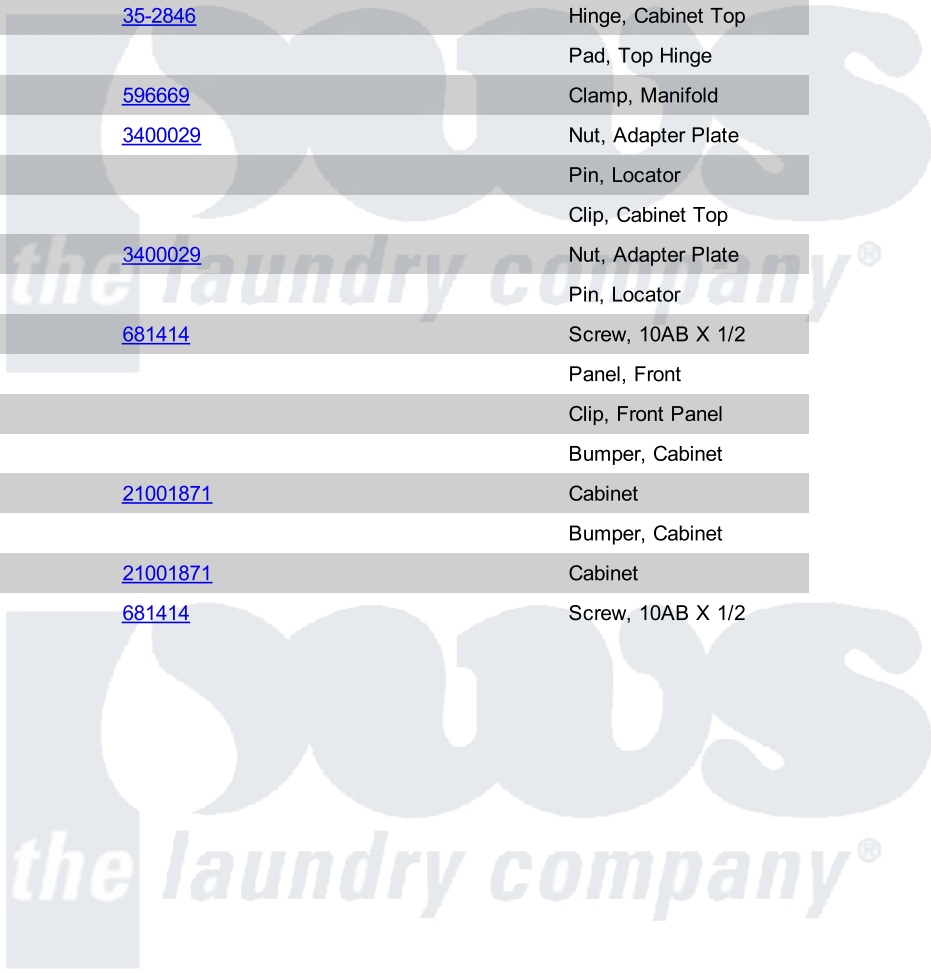 35-2846 Hinge, Cabinet Top
Pad, Top Hinge
596669 Clamp, Manifold
3400029 Nut, Adapter Plate
Pin, Locator
Clip, Cabinet Top
3400029 Nut, Adapter Plate
Pin, Locator
681414 Screw, 10AB X 1/2
Panel, Front
Clip, Front Panel
Bumper, Cabinet
21001871 Cabinet
Bumper, Cabinet
21001871 Cabinet
681414 Screw, 10AB X 1/2
pws
the laundry company®
pws
the laundry company®